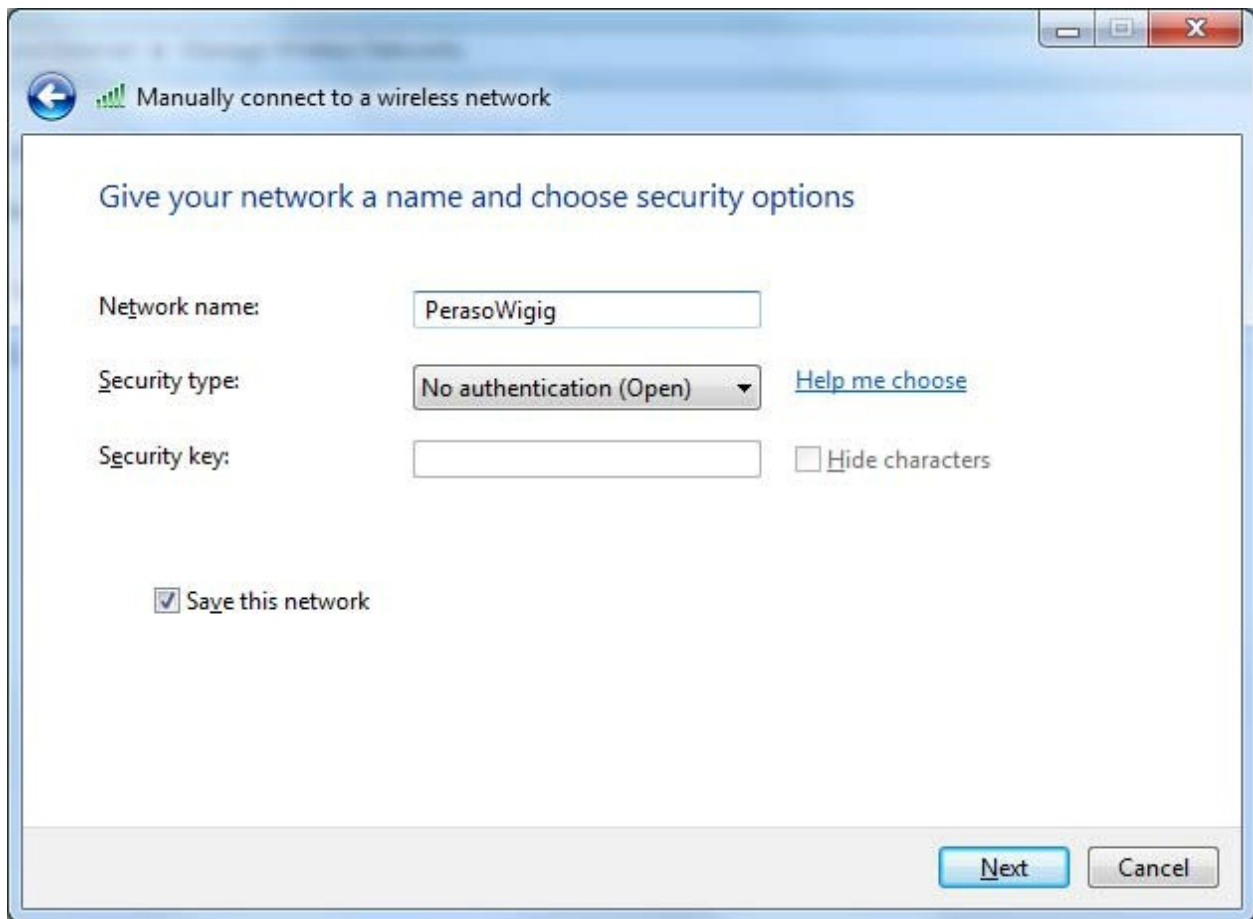 Manually connect to a wireless network
Give your network a name and choose security options
Network name: PerasoWigig
Security type: No authentication (Open) Help me choose
Security key: Hide characters
Save this network
Next Cancel